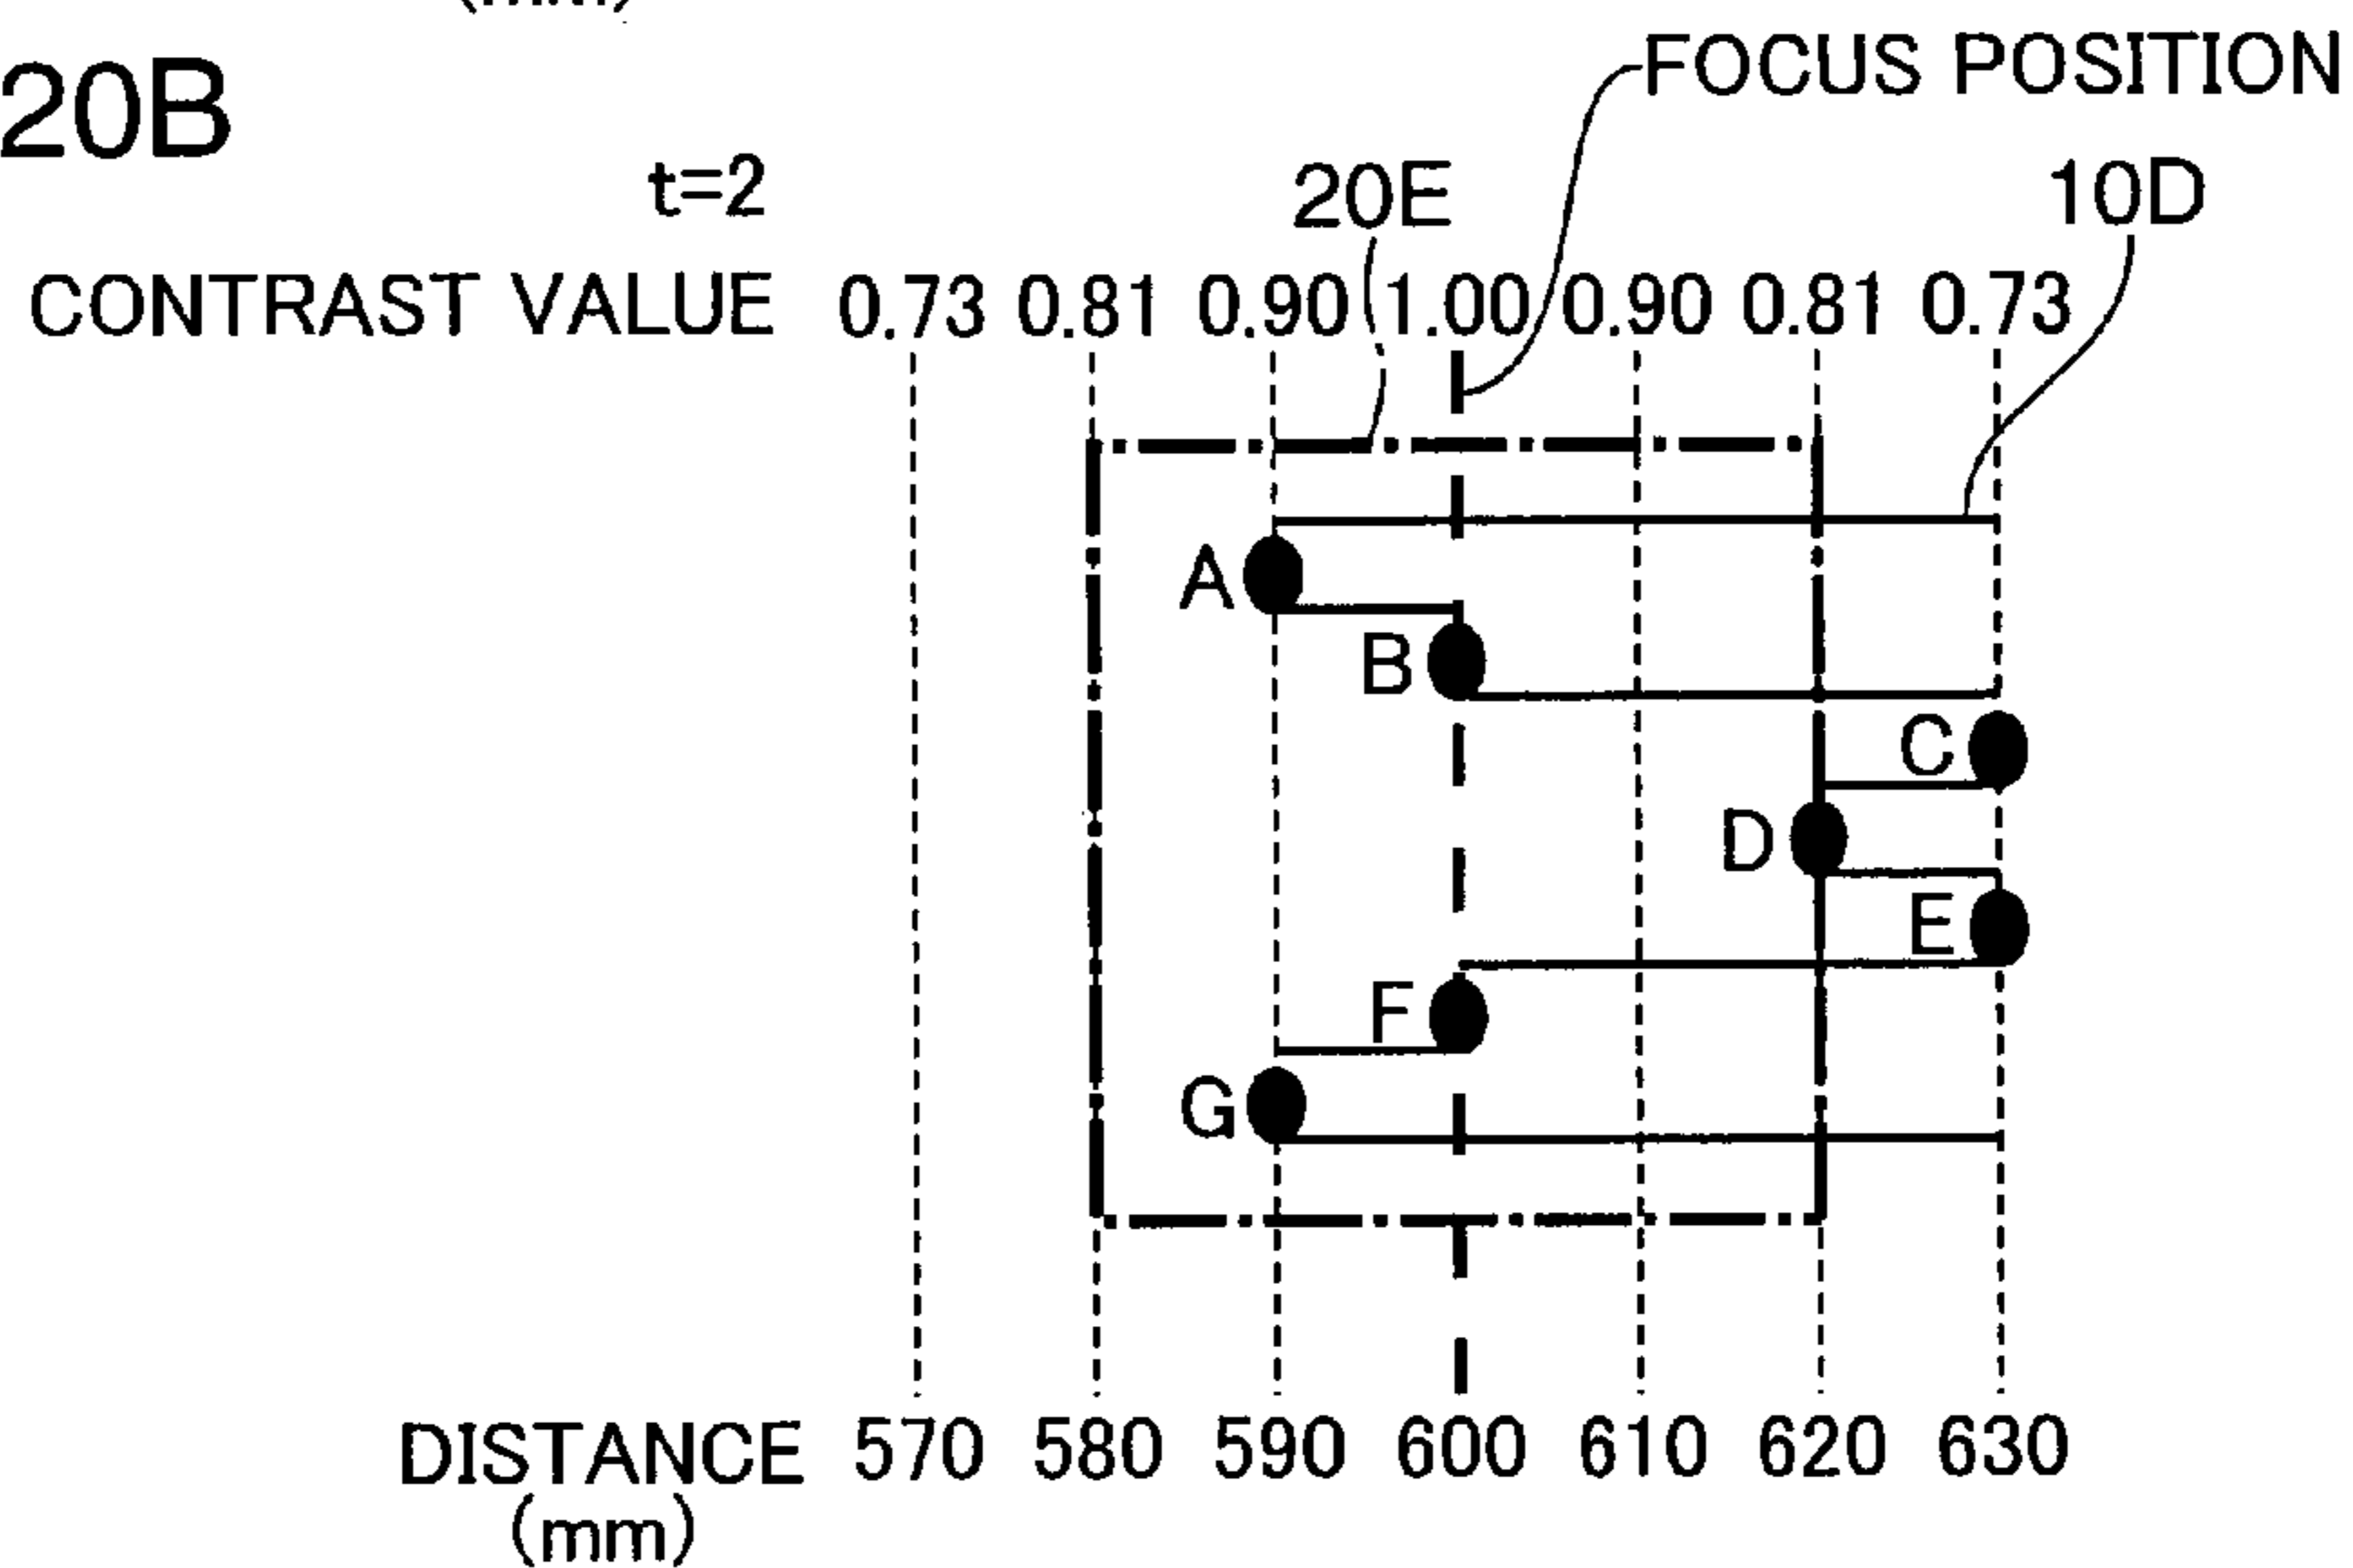 FOCUS POSITION
20B
t=2
20E
10D
CONTRAST VALUE 0.73 0.81 0.90 1.00 0.90 0.81 0.73
A
B
C
D
E
F
G
DISTANCE 570 580 590 600 610 620 630
(mm)